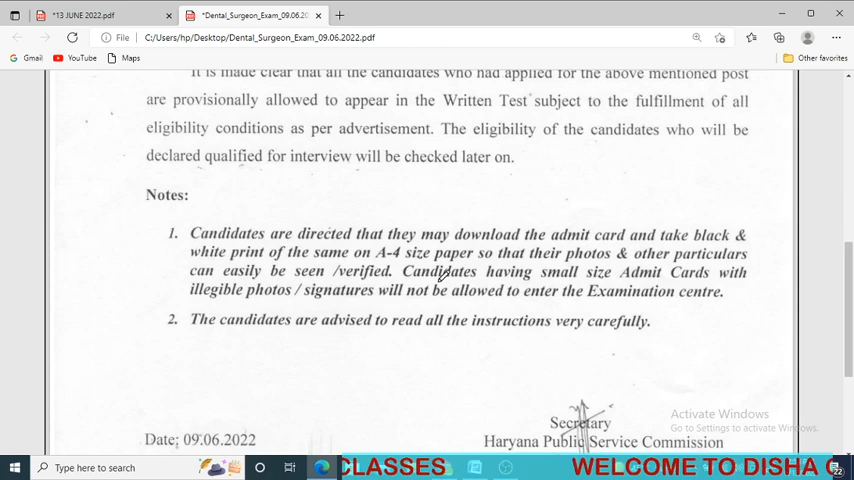 *13 JUNE 2022.pdf
*Dental_Surgeon_Exam_09.06.20
File
C:/Users/hp/Desktop/Dental_Surgeon_Exam_09.06.2022.pdf
Gmail
YouTube
Maps
Other favorites
It is made clear that all the candidates who had applied for the above mentioned post
are provisionally allowed to appear in the Written Test subject to the fulfillment of all
eligibility conditions as per advertisement. The eligibility of the candidates who will be
declared qualified for interview will be checked later on.
Notes:
1. Candidates are directed that they may download the admit card and take black &
white print of the same on A-4 size paper so that their photos & other particulars
can easily be seen /verified. Candidates having small size Admit Cards with
illegible photos / signatures will not be allowed to enter the Examination centre.
2. The candidates are advised to read all the instructions very carefully.
Secretary
Date; 09.06.2022
Haryana Public Service Commission
Activate Windows
Go to Settings to activate Windows.
Type here to search
CLASSES
WELCOME TO DISHA
22